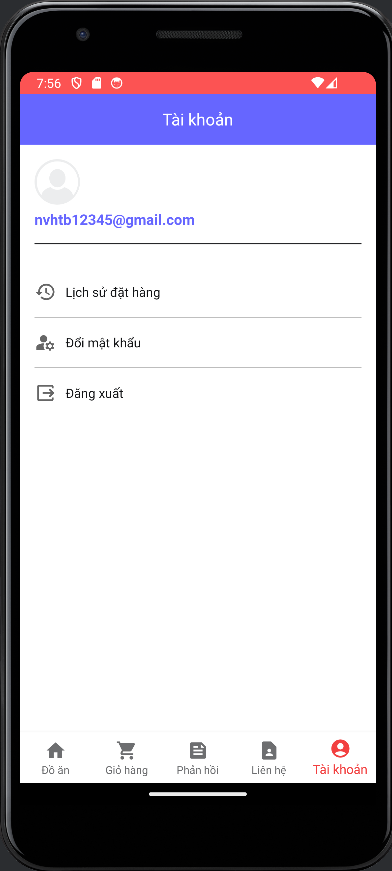 7:56
Tài khoản
nvhtb12345@gmail.com
Lịch sử đặt hàng
Đổi mật khẩu
Đăng xuất
Đồ ăn
Giỏ hàng
Phản hồi
Liên hệ
Tài khoản